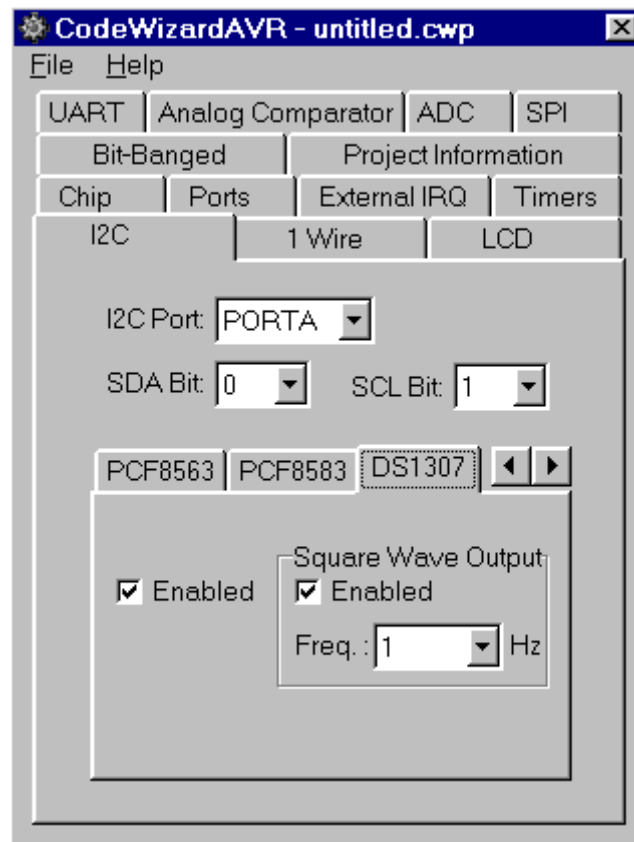 CodeWizardAVR - untitled.cwp
File Help
UART Analog Comparator ADC SPI
Bit-Banged Project Information
Chip Ports External IRQ Timers
I2C 1 Wire LCD
I2C Port: PORTA
SDA Bit: 0 SCL Bit: 1
PCF8563 PCF8583 DS1307
Square Wave Output
Enabled Enabled
Freq. : 1 Hz